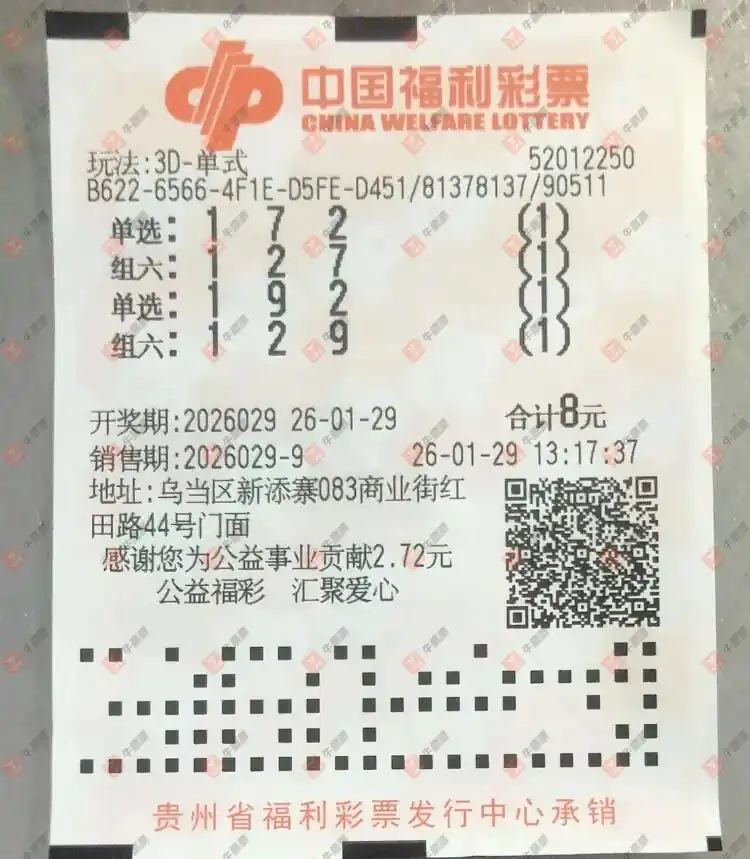 中国福利彩票
CHINA WELFARE LOTTERY
玩法:3D-单式 52012250
B622-6566-4F1E-D5FE-D451/81378137/90511
单选: 1 7 2 (1)
组六: 1 2 7 (1)
单选: 1 9 2 (1)
组六: 1 2 9 (1)
开奖期:2026029 26-01-29 合计8元
销售期:2026029-9 26-01-29 13:17:37
地址:乌当区新添寨083商业街红
田路44号门面
感谢您为公益事业贡献2.72元
公益福彩 汇聚爱心
贵州省福利彩票发行中心承销